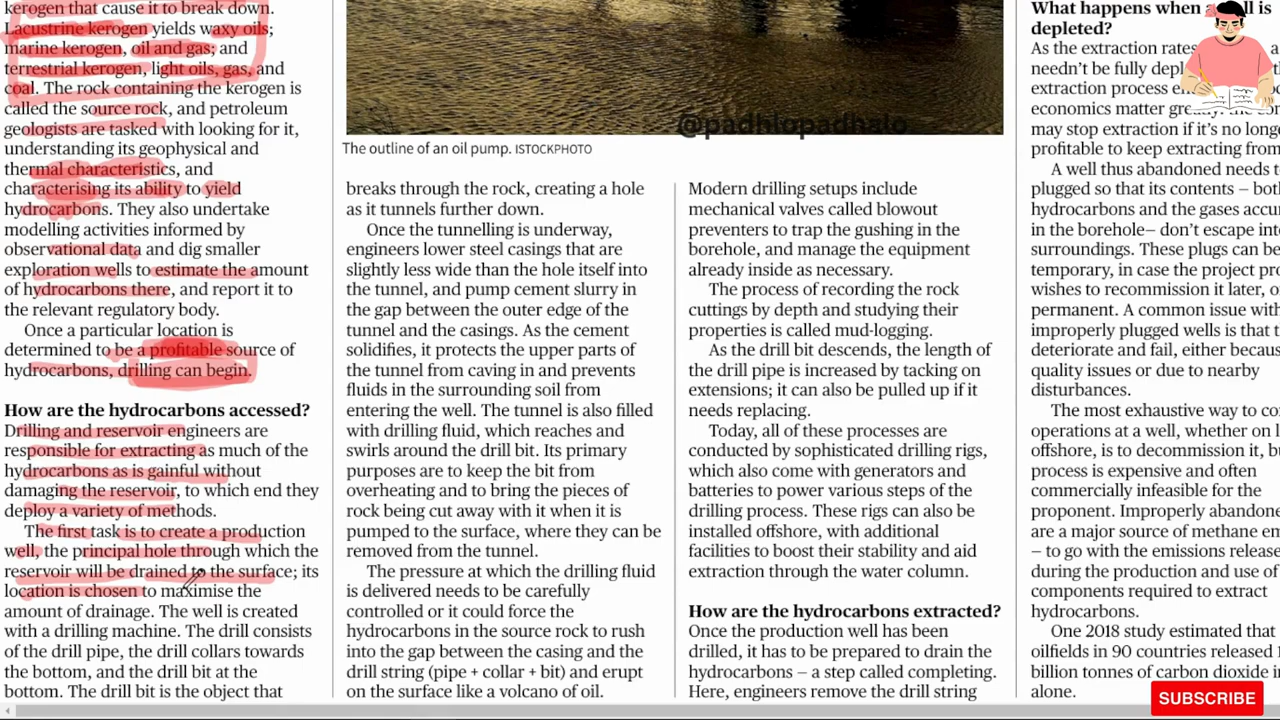 kerogen that cause it to break down.
Lacustrine kerogen yields waxy oils;
marine kerogen, oil and gas; and
terrestrial kerogen, light oils, gas, and
coal. The rock containing the kerogen is
called the source rock, and petroleum
geologists are tasked with looking for it,
understanding its geophysical and
thermal characteristics, and
characterising its ability to yield
hydrocarbons. They also undertake
modelling activities informed by
observational data and dig smaller
exploration wells to estimate the amount
of hydrocarbons there, and report it to
the relevant regulatory body.
Once a particular location is
determined to be a profitable source of
hydrocarbons, drilling can begin.
How are the hydrocarbons accessed?
Drilling and reservoir engineers are
responsible for extracting as much of the
hydrocarbons as is gainful without
damaging the reservoir, to which end they
deploy a variety of methods.
The first task is to create a production
well, the principal hole through which the
reservoir will be drained to the surface; its
location is chosen to maximise the
amount of drainage. The well is created
with a drilling machine. The drill consists
of the drill pipe, the drill collars towards
the bottom, and the drill bit at the
bottom. The drill bit is the object that
The outline of an oil pump. ISTOCKPHOTO
breaks through the rock, creating a hole
as it tunnels further down.
Once the tunnelling is underway,
engineers lower steel casings that are
slightly less wide than the hole itself into
the tunnel, and pump cement slurry in
the gap between the outer edge of the
tunnel and the casings. As the cement
solidifies, it protects the upper parts of
the tunnel from caving in and prevents
fluids in the surrounding soil from
entering the well. The tunnel is also filled
with drilling fluid, which reaches and
swirls around the drill bit. Its primary
purposes are to keep the bit from
overheating and to bring the pieces of
rock being cut away with it when it is
pumped to the surface, where they can be
removed from the tunnel.
The pressure at which the drilling fluid
is delivered needs to be carefully
controlled or it could force the
hydrocarbons in the source rock to rush
into the gap between the casing and the
drill string (pipe + collar + bit) and erupt
on the surface like a volcano of oil.
Modern drilling setups include
mechanical valves called blowout
preventers to trap the gushing in the
borehole, and manage the equipment
already inside as necessary.
The process of recording the rock
cuttings by depth and studying their
properties is called mud-logging.
As the drill bit descends, the length of
the drill pipe is increased by tacking on
extensions; it can also be pulled up if it
needs replacing.
Today, all of these processes are
conducted by sophisticated drilling rigs,
which also come with generators and
batteries to power various steps of the
drilling process. These rigs can also be
installed offshore, with additional
facilities to boost their stability and aid
extraction through the water column.
How are the hydrocarbons extracted?
Once the production well has been
drilled, it has to be prepared to drain the
hydrocarbons – a step called completing.
Here, engineers remove the drill string
What happens when a is
depleted?
As the extraction rates
needn't be fully
extraction process
economics matter
may stop extraction if it's no
profitable to keep extracting from
A well thus abandoned needs
plugged so that its contents –
hydrocarbons and the gases
in the borehole– don't escape
surroundings. These plugs can be
temporary, in case the project
wishes to recommission it later,
permanent. A common issue with
improperly plugged wells is that
deteriorate and fail, either
quality issues or due to nearby
disturbances.
The most exhaustive way to
operations at a well, whether on
offshore, is to decommission it,
process is expensive and often
commercially infeasible for the
proponent. Improperly
are a major source of methane
– to go with the emissions
during the production and use of
components required to extract
hydrocarbons.
One 2018 study estimated that
oilfields in 90 countries released
billion tonnes of carbon dioxide
alone.
SUBSCRIBE